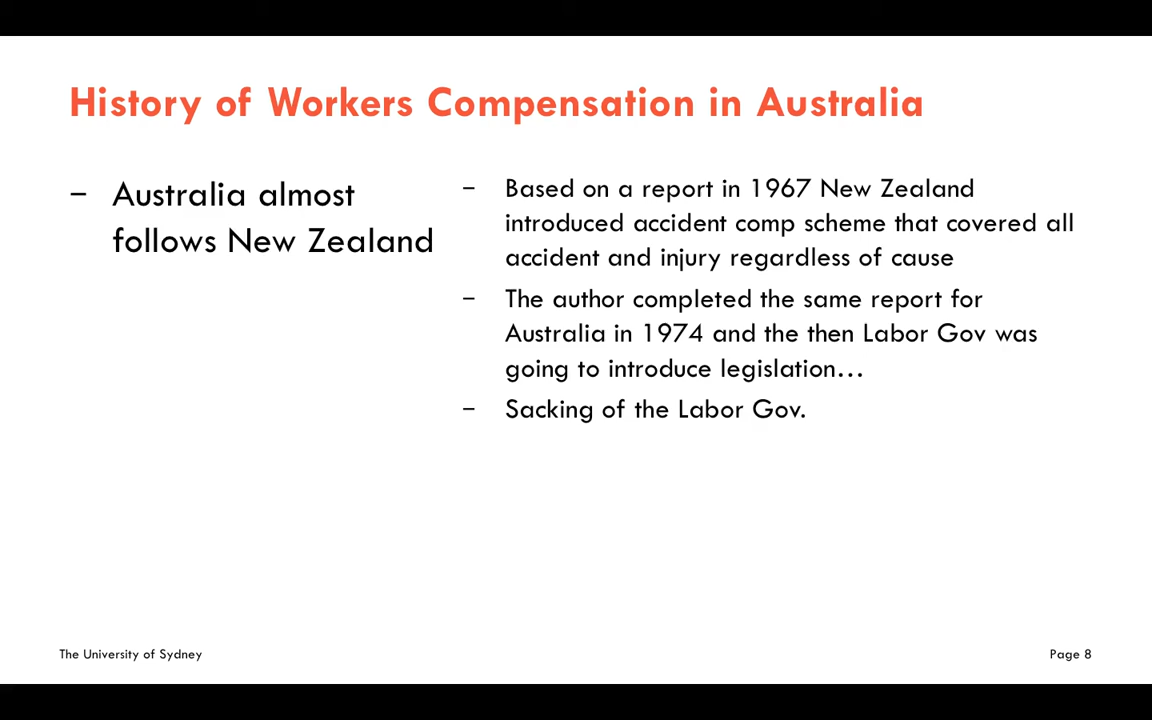 History of Workers Compensation in Australia
– Australia almost
follows New Zealand
– Based on a report in 1967 New Zealand
introduced accident comp scheme that covered all
accident and injury regardless of cause
– The author completed the same report for
Australia in 1974 and the then Labor Gov was
going to introduce legislation…
– Sacking of the Labor Gov.
The University of Sydney
Page 8